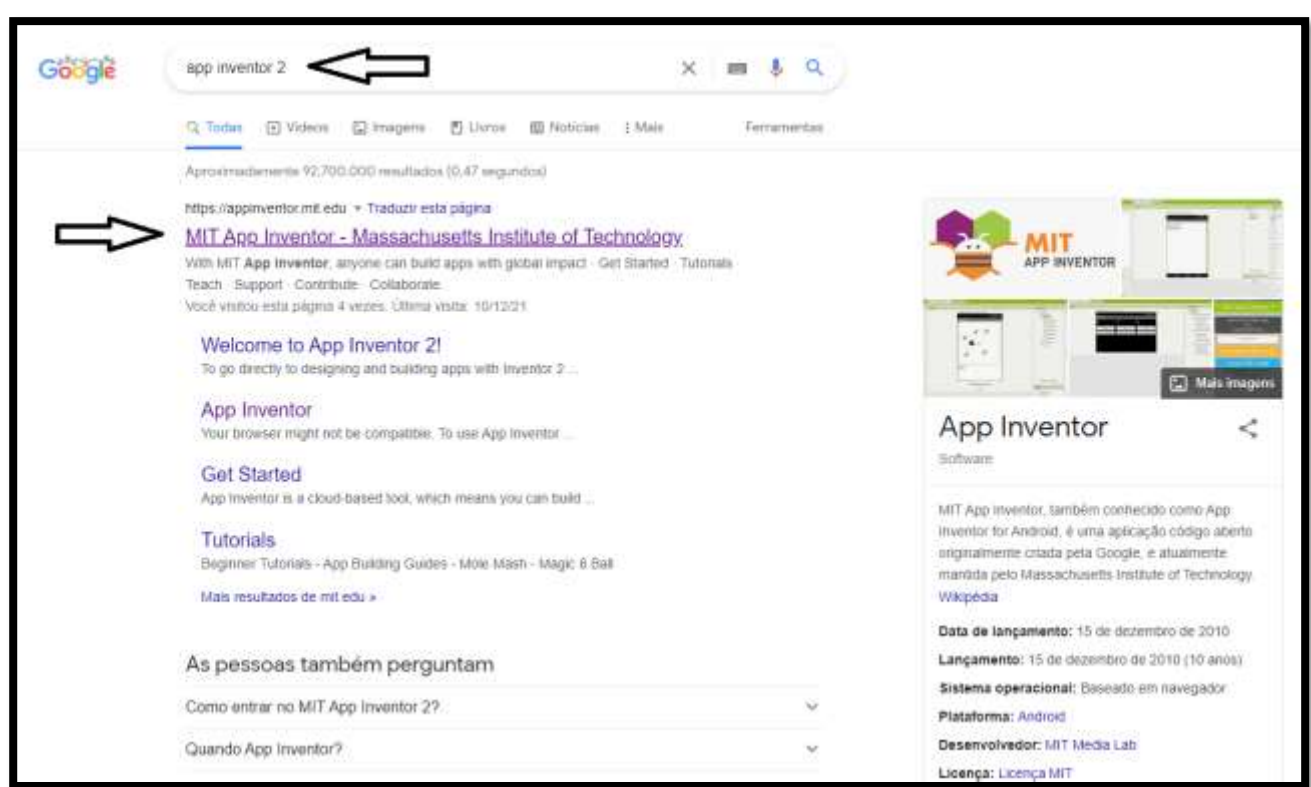 Google
app inventor 2
Todas Vídeos Imagens Livros Notícias Mais Ferramentas
Aproximadamente 92.700.000 resultados (0,47 segundos)
https://appinventor.mit.edu Traduzir esta página
MIT App Inventor - Massachusetts Institute of Technology
With MIT App Inventor, anyone can build apps with global impact · Get Started · Tutorials
Teach · Support · Contribute · Collaborate.
Você visitou esta página 4 vezes. Última visita: 10/12/21
Welcome to App Inventor 2!
To go directly to designing and building apps with Inventor 2 ...
App Inventor
Your browser might not be compatible. To use App Inventor ...
Get Started
App Inventor is a cloud-based tool, which means you can build ...
Tutorials
Beginner Tutorials - App Building Guides - Mole Mash - Magic 8 Ball
Mais resultados de mit.edu »
As pessoas também perguntam
Como entrar no MIT App Inventor 2?
Quando App Inventor?
MIT
APP INVENTOR
Mais imagens
App Inventor
Software
MIT App Inventor, também conhecido como App
Inventor for Android, é uma aplicação código aberto
originalmente criada pela Google, e atualmente
mantida pelo Massachusetts Institute of Technology.
Wikipédia
Data de lançamento: 15 de dezembro de 2010
Lançamento: 15 de dezembro de 2010 (10 anos)
Sistema operacional: Baseado em navegador
Plataforma: Android
Desenvolvedor: MIT Media Lab
Licença: Licença MIT